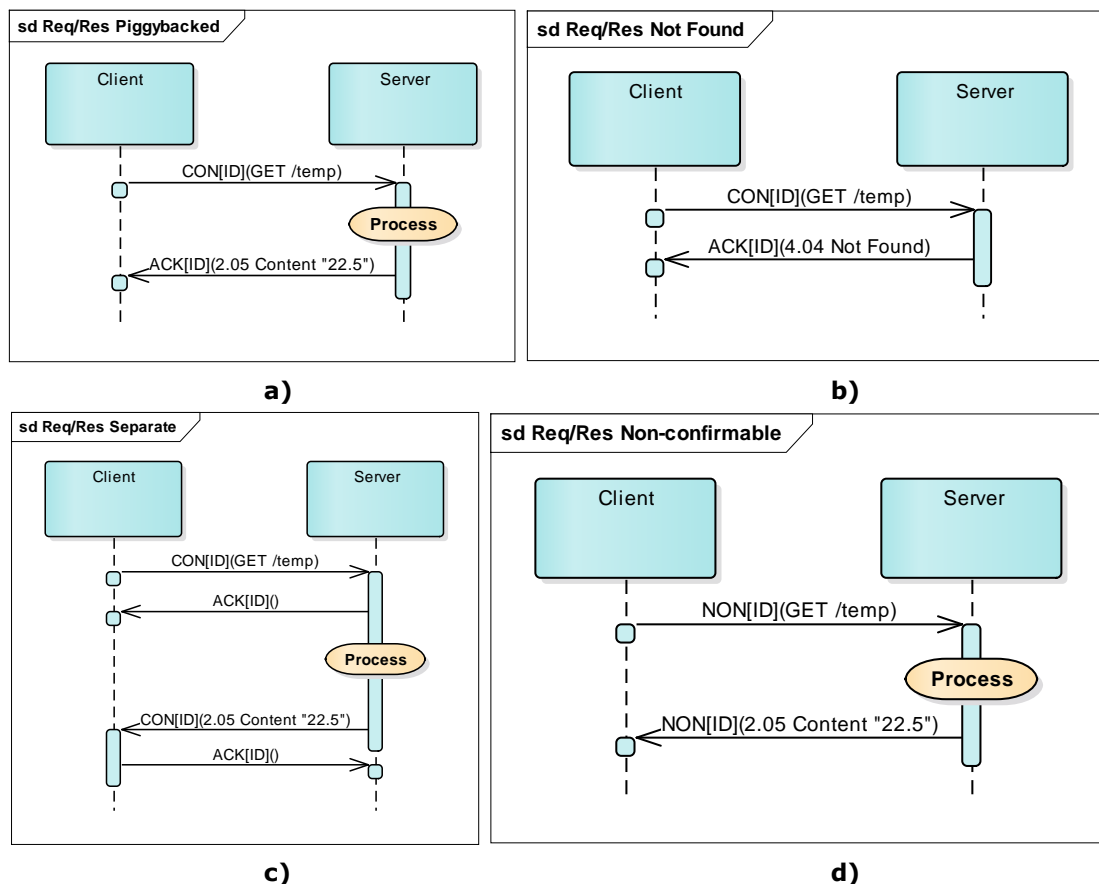 sd Req/Res Piggybacked
Client
Server
CON[ID](GET /temp)
Process
ACK[ID](2.05 Content "22.5")
a)
sd Req/Res Not Found
Client
Server
CON[ID](GET /temp)
ACK[ID](4.04 Not Found)
b)
sd Req/Res Separate
Client
Server
CON[ID](GET /temp)
ACK[ID]()
Process
CON[ID](2.05 Content "22.5")
ACK[ID]()
c)
sd Req/Res Non-confirmable
Client
Server
NON[ID](GET /temp)
Process
NON[ID](2.05 Content "22.5")
d)